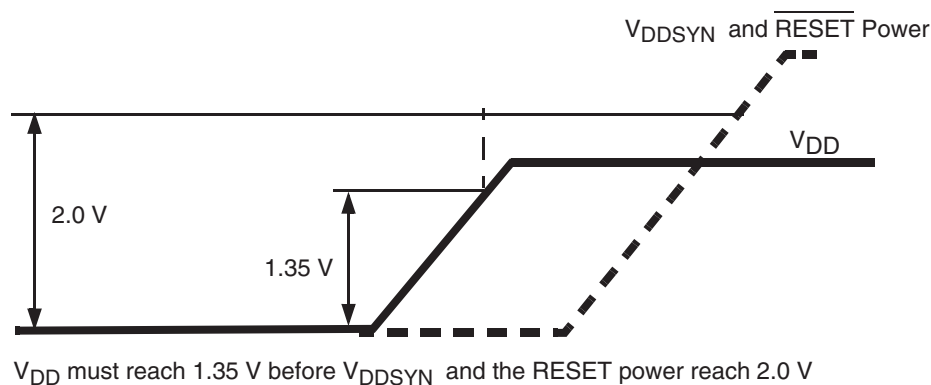 VDDSYN and RESET Power
VDD
2.0 V
1.35 V
VDD must reach 1.35 V before VDDSYN and the RESET power reach 2.0 V